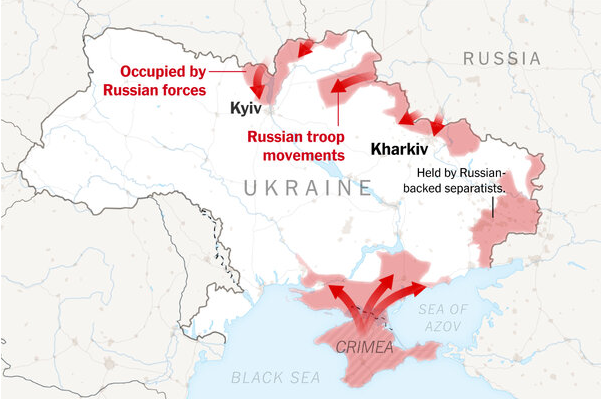 RUSSIA
Occupied by
Russian forces
Kyiv
Russian troop
movements
Kharkiv
Held by Russian-
backed separatists.
UKRAINE
SEA OF
AZOV
CRIMEA
BLACK SEA